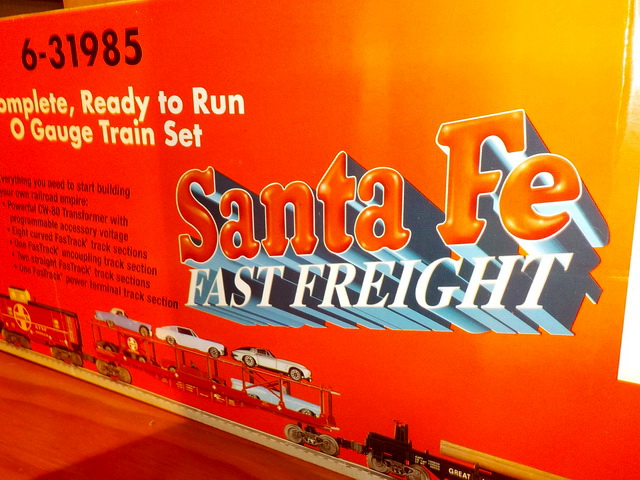 6-31985
omplete, Ready to Run
O Gauge Train Set
Everything you need to start building
your own railroad empire:
• Powerful CW-80 Transformer with
programmable accessory voltage
• Eight curved FasTrack® track sections
• One FasTrack® uncoupling track section
• Two straight FasTrack® track sections
• One FasTrack® power terminal track section
Santa Fe
FAST FREIGHT
GREAT